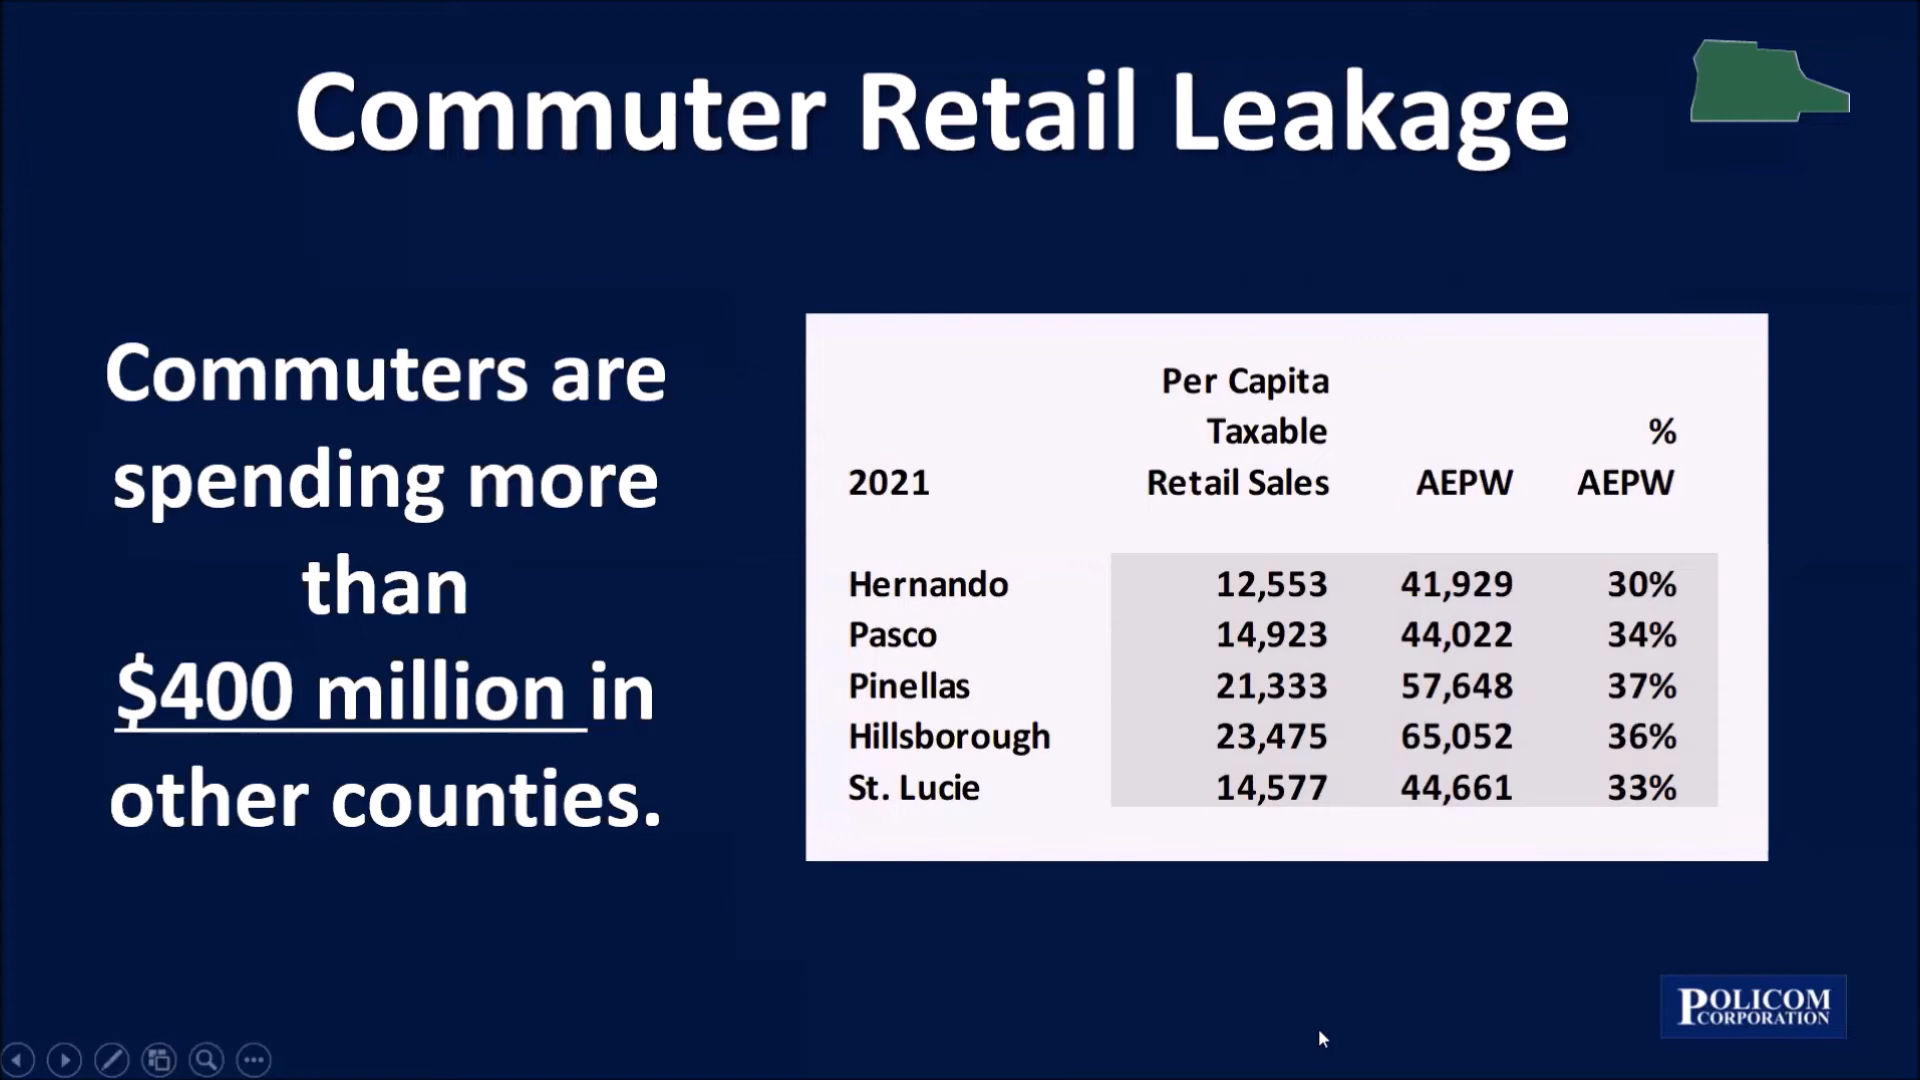 Commuter Retail Leakage
Commuters are
spending more
than
$400 million in
other counties.
Per Capita
Taxable %
2021 Retail Sales AEPW AEPW
Hernando 12,553 41,929 30%
Pasco 14,923 44,022 34%
Pinellas 21,333 57,648 37%
Hillsborough 23,475 65,052 36%
St. Lucie 14,577 44,661 33%
POLICOM
CORPORATION